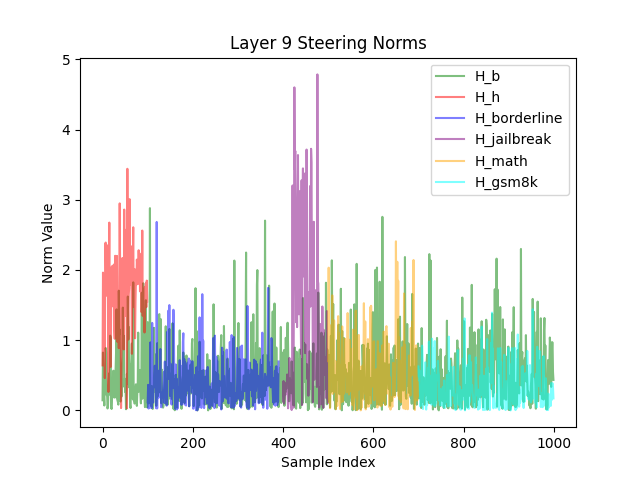 Layer 9 Steering Norms
H_b
H_h
H_borderline
H_jailbreak
H_math
H_gsm8k
Norm Value
5
4
3
2
1
0
0 200 400 600 800 1000
Sample Index